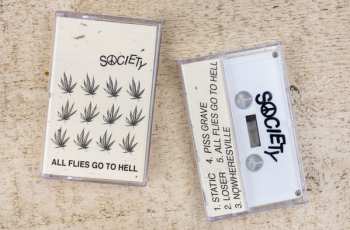 SOCIETY
ALL FLIES GO TO HELL
1. STATIC
2. LOSER
3. NOWHERESVILLE
4. PISS GRAVE
5. ALL FLIES GO TO HELL
SOCIETY